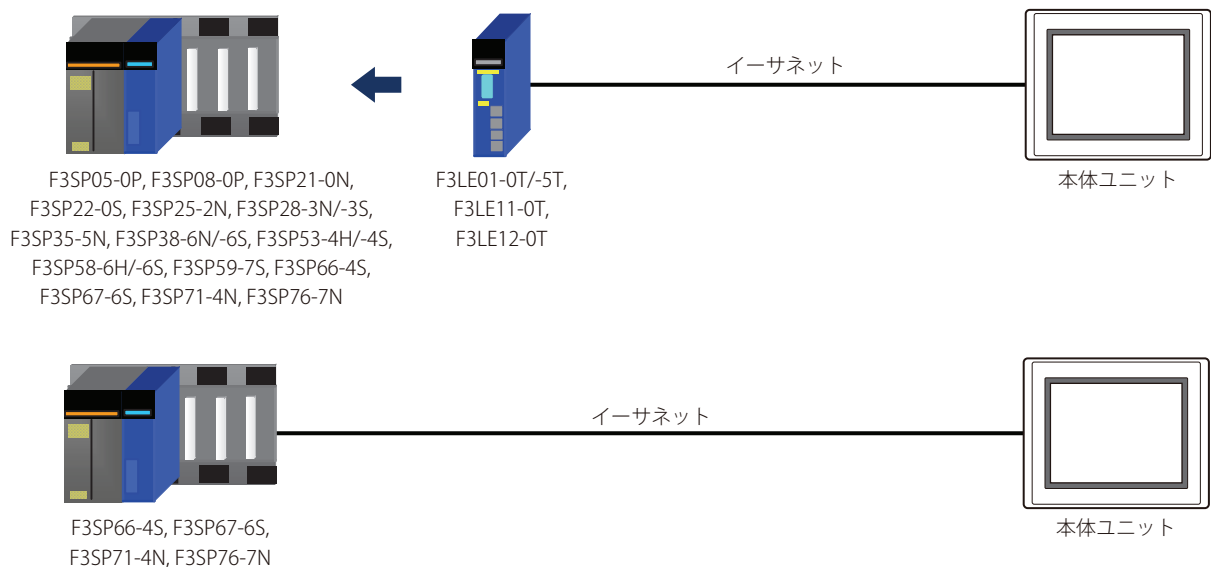 イーサネット
F3SP05-0P, F3SP08-0P, F3SP21-0N,
F3SP22-0S, F3SP25-2N, F3SP28-3N/-3S,
F3SP35-5N, F3SP38-6N/-6S, F3SP53-4H/-4S,
F3SP58-6H/-6S, F3SP59-7S, F3SP66-4S,
F3SP67-6S, F3SP71-4N, F3SP76-7N
F3LE01-0T/-5T,
F3LE11-0T,
F3LE12-0T
本体ユニット
イーサネット
F3SP66-4S, F3SP67-6S,
F3SP71-4N, F3SP76-7N
本体ユニット